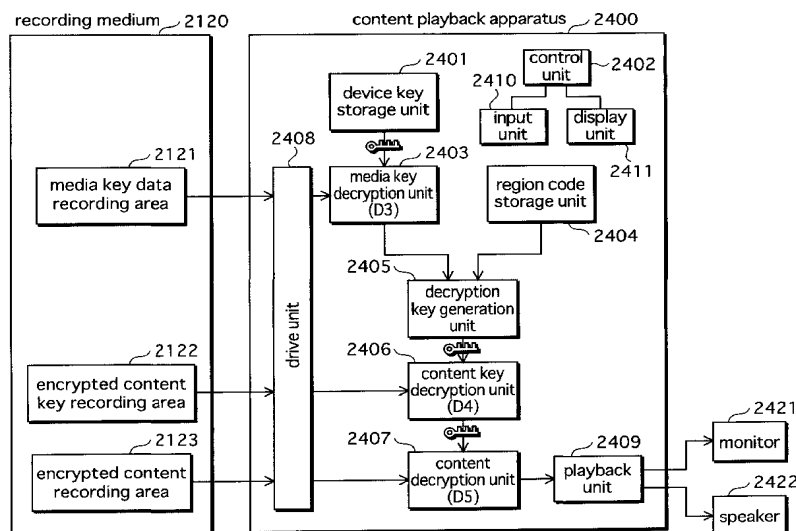 recording medium
2120
content playback apparatus
2400
2401
device key
storage unit
control
unit
2402
2410
input
unit
display
unit
2411
2408
2403
2121
media key data
recording area
media key
decryption unit
(D3)
region code
storage unit
2404
2405
decryption
key generation
unit
drive unit
2122
encrypted content
key recording area
2406
content key
decryption unit
(D4)
2123
encrypted content
recording area
2407
content
decryption unit
(D5)
2409
playback
unit
2421
monitor
2422
speaker